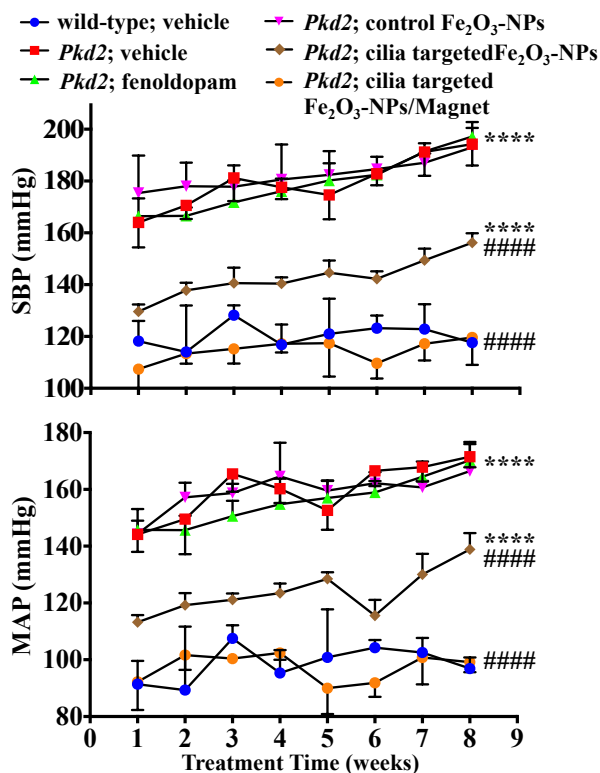 wild-type; vehicle
Pkd2; vehicle
Pkd2; fenoldopam
Pkd2; control Fe₂O₃-NPs
Pkd2; cilia targetedFe₂O₃-NPs
Pkd2; cilia targeted
Fe₂O₃-NPs/Magnet
SBP (mmHg)
200
180
160
140
120
100
****
****
####
####
MAP (mmHg)
180
160
140
120
100
80
****
****
####
####
0 1 2 3 4 5 6 7 8 9
Treatment Time (weeks)